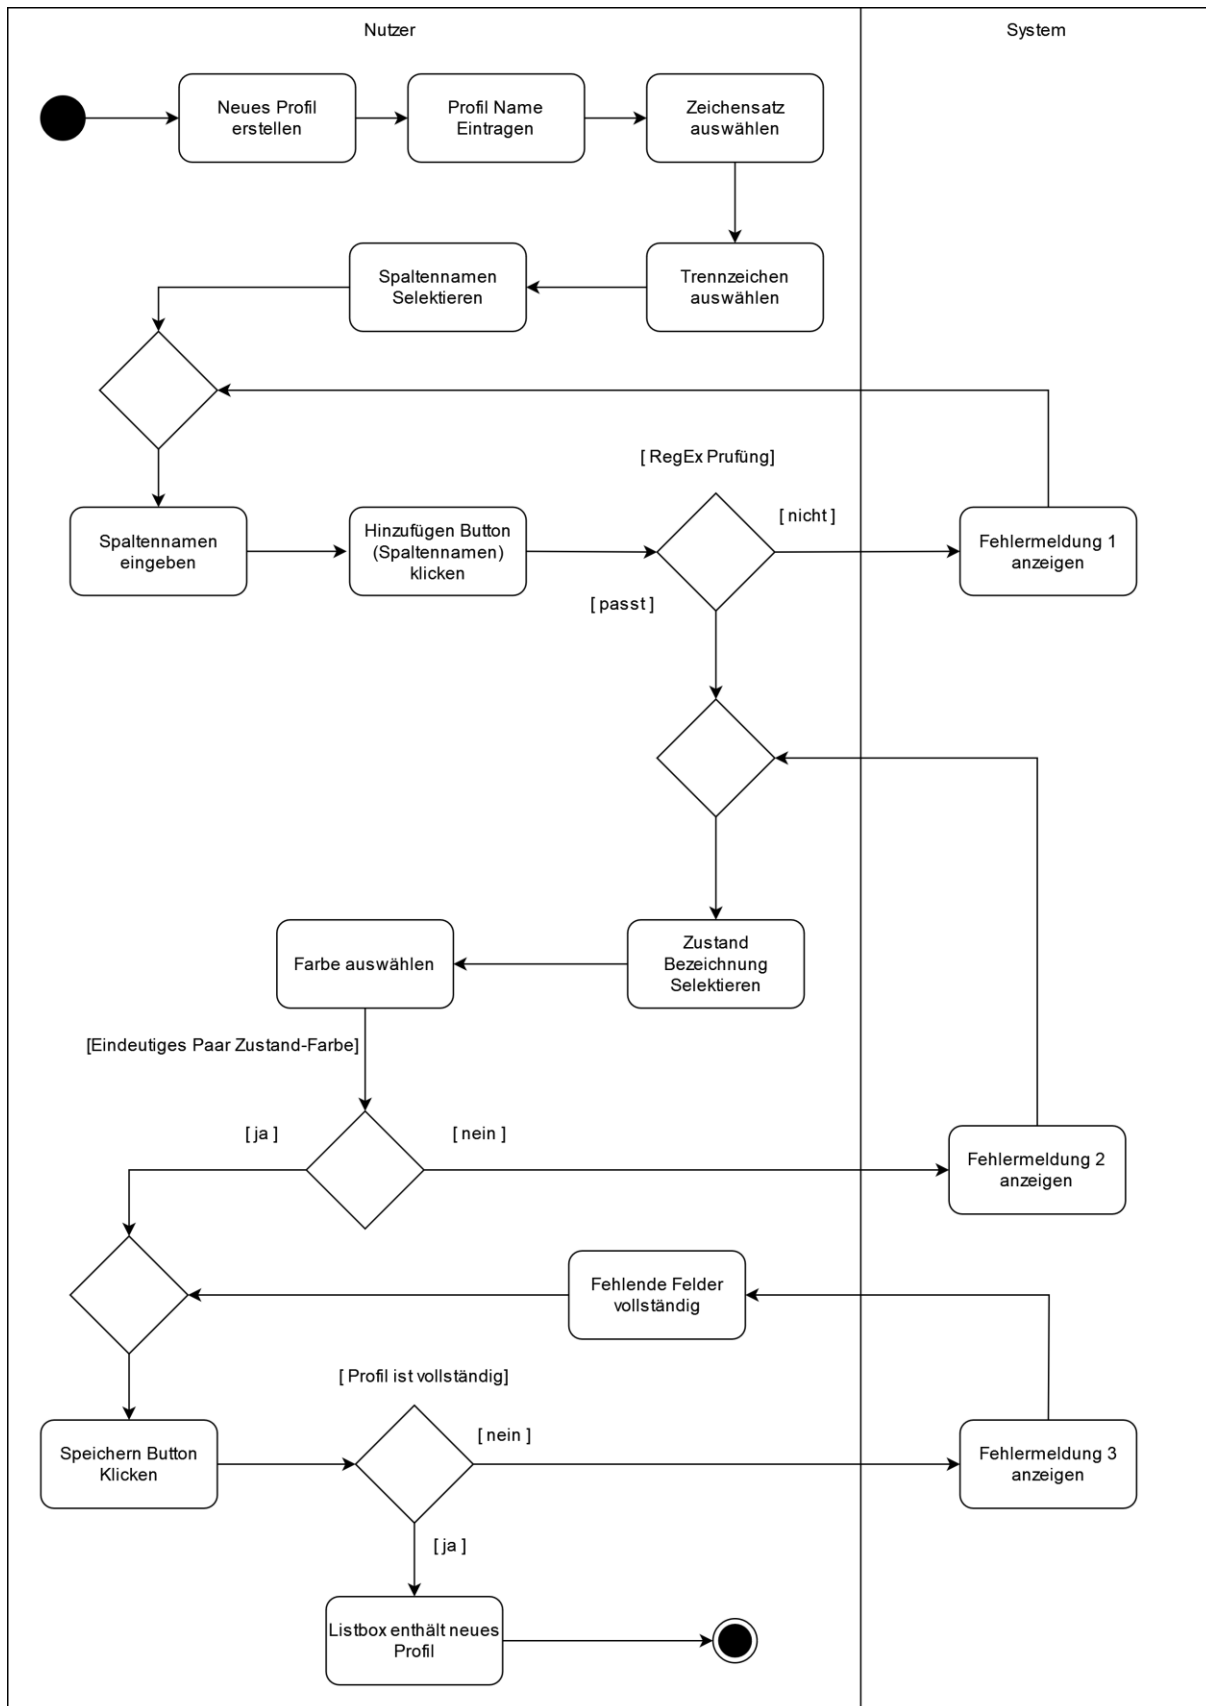 Nutzer
System
Neues Profil
erstellen
Profil Name
Eintragen
Zeichensatz
auswählen
Spaltennamen
Selektieren
Trennzeichen
auswählen
[ RegEx Prufüng]
Spaltennamen
eingeben
Hinzufügen Button
(Spaltennamen)
klicken
[ nicht ]
Fehlermeldung 1
anzeigen
[ passt ]
Farbe auswählen
Zustand
Bezeichnung
Selektieren
[Eindeutiges Paar Zustand-Farbe]
[ ja ]
[ nein ]
Fehlermeldung 2
anzeigen
Fehlende Felder
vollständig
[ Profil ist vollständig]
Speichern Button
Klicken
[ nein ]
Fehlermeldung 3
anzeigen
[ ja ]
Listbox enthält neues
Profil